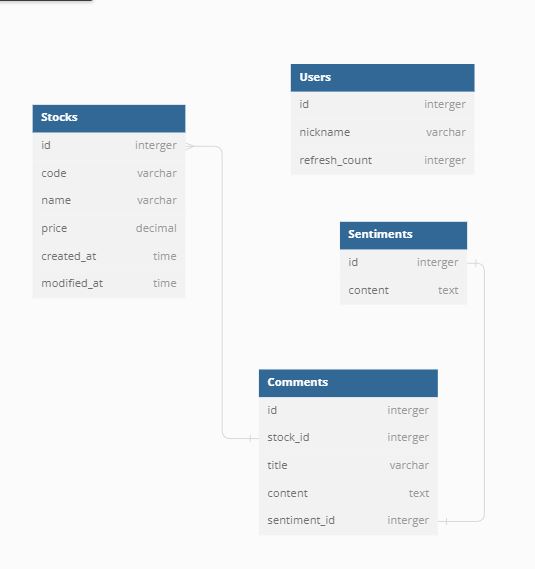 Users
id interger
nickname varchar
refresh_count interger
Stocks
id interger
code varchar
name varchar
price decimal
created_at time
modified_at time
Sentiments
id interger
content text
Comments
id interger
stock_id interger
title varchar
content text
sentiment_id interger